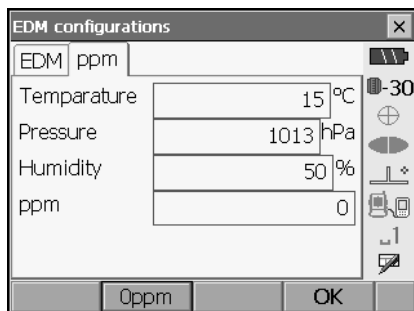 EDM configurations
EDM ppm
Temparature 15 °C
-30
Pressure 1013 hPa
Humidity 50 %
ppm 0
1
0ppm OK